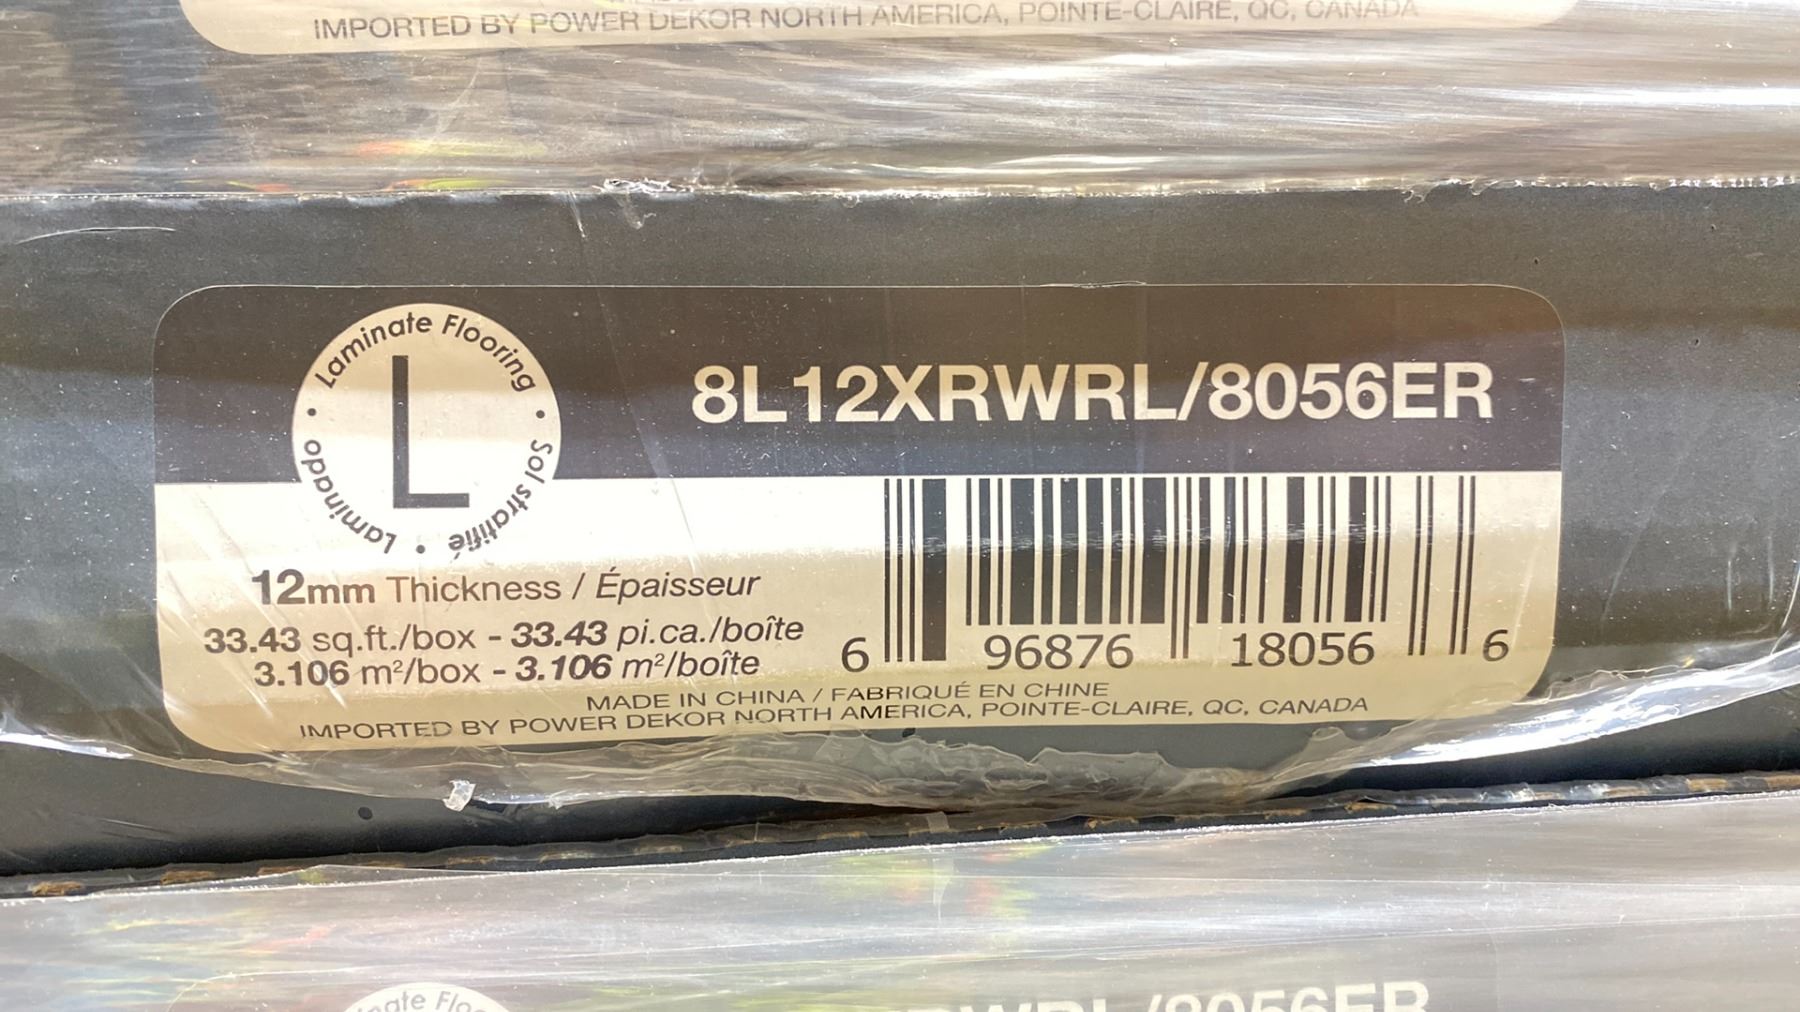 IMPORTED BY POWER DEKOR NORTH AMERICA, POINTE-CLAIRE, QC, CANADA
Laminate Flooring • Sol stratifié • Laminado •
L
8L12XRWRL/8056ER
12mm Thickness / Épaisseur
33.43 sq.ft./box - 33.43 pi.ca./boîte
3.106 m²/box - 3.106 m²/boîte
6 96876 18056 6
MADE IN CHINA / FABRIQUÉ EN CHINE
IMPORTED BY POWER DEKOR NORTH AMERICA, POINTE-CLAIRE, QC, CANADA
RWRL/8056ER